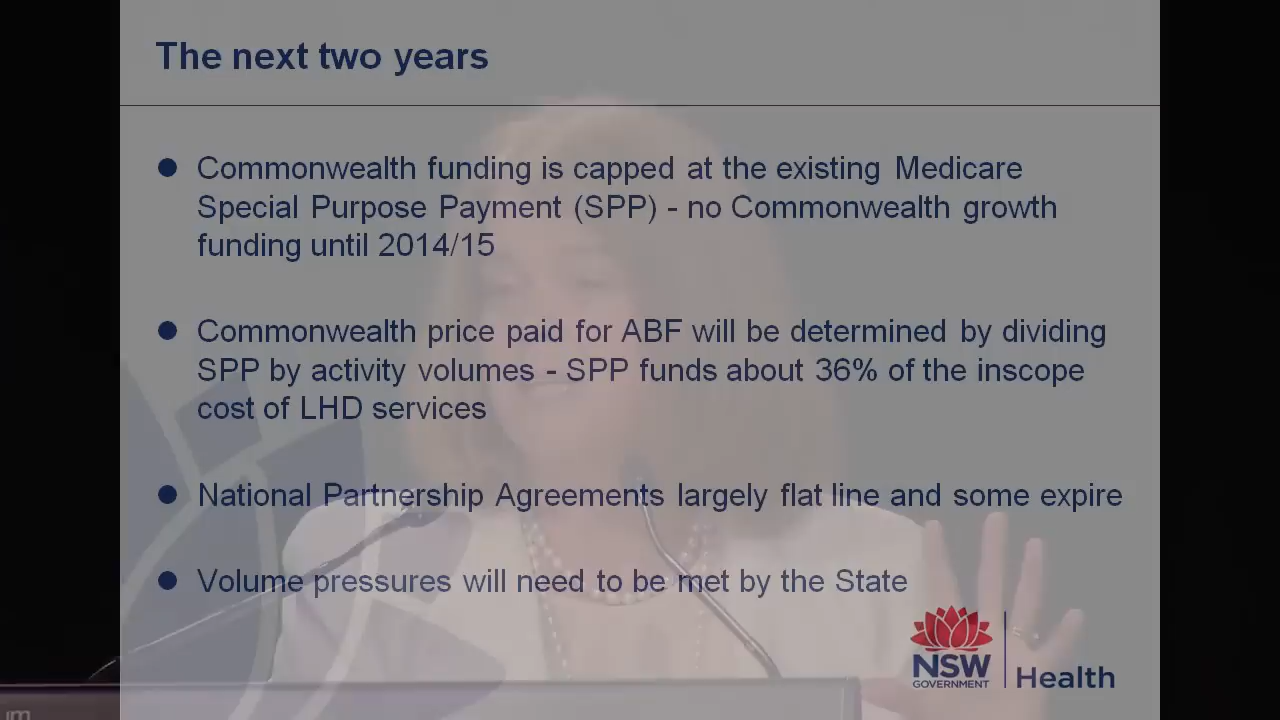 The next two years
Commonwealth funding is capped at the existing Medicare
Special Purpose Payment (SPP) - no Commonwealth growth
funding until 2014/15
Commonwealth price paid for ABF will be determined by dividing
SPP by activity volumes - SPP funds about 36% of the inscope
cost of LHD services
National Partnership Agreements largely flat line and some expire
Volume pressures will need to be met by the State
NSW
GOVERNMENT
Health